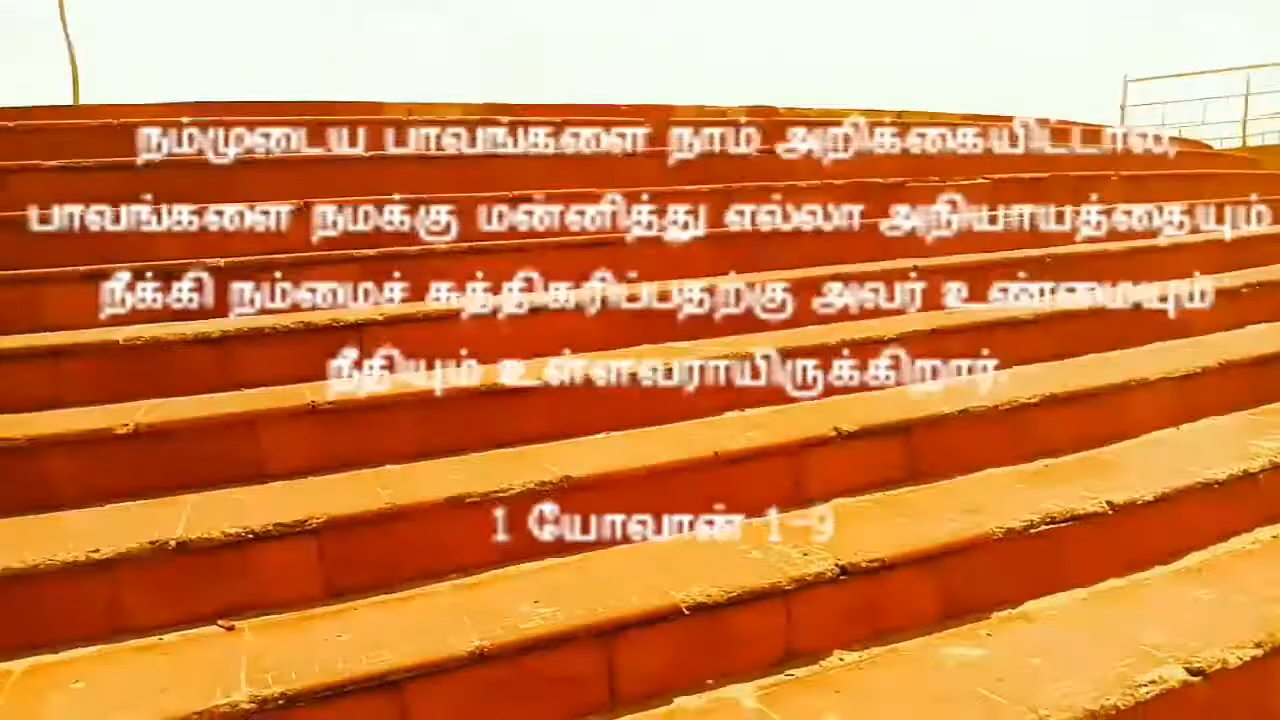 நம்முடைய பாவங்களை நாம் அறிக்கையிட்டால்,
பாவங்களை நமக்கு மன்னித்து எல்லா அநியாயத்தையும்
நீக்கி நம்மைச் சுத்திகரிப்பதற்கு அவர் உண்மையும்
நீதியும் உள்ளவராயிருக்கிறார்.
1 யோவான் 1-9